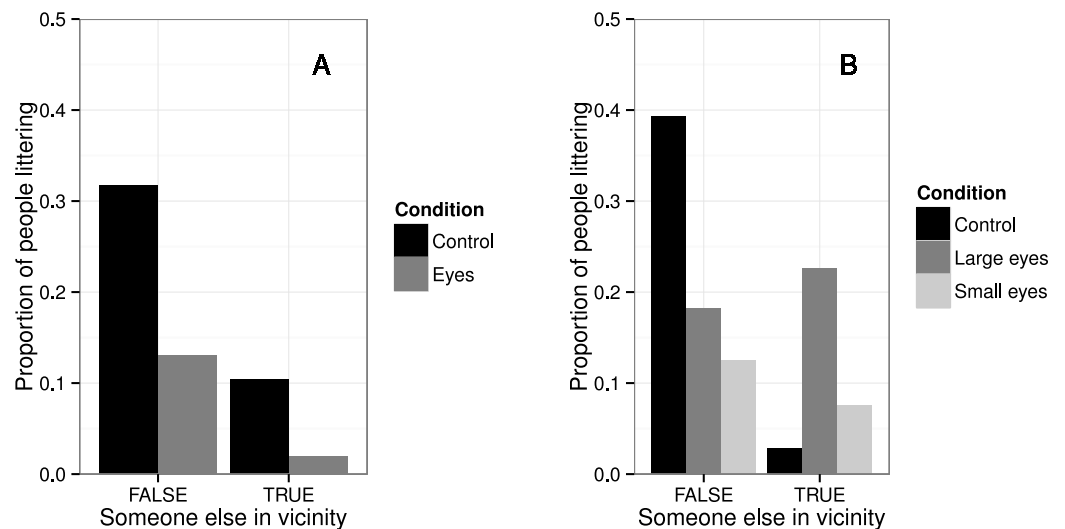 A
Proportion of people littering
0.5
0.4
0.3
0.2
0.1
0.0
FALSE
TRUE
Someone else in vicinity
Condition
Control
Eyes
B
Proportion of people littering
0.5
0.4
0.3
0.2
0.1
0.0
FALSE
TRUE
Someone else in vicinity
Condition
Control
Large eyes
Small eyes